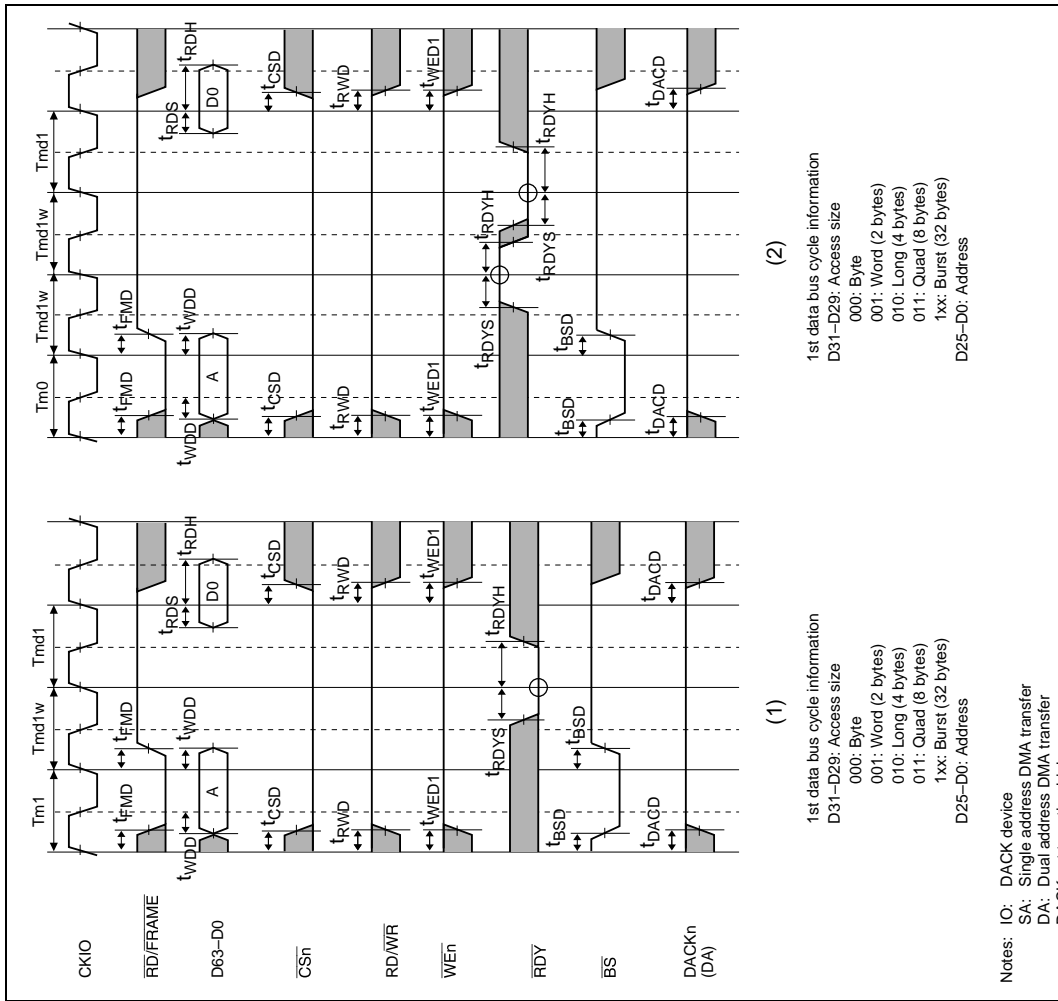 Tm1 Tmd1w Tmd1
Tm0 Tmd1w Tmd1w Tmd1
CKIO
tFMD tFMD
tFMD tFMD
RD/FRAME
tWDD tWDD tRDS tRDH
tWDD tWDD tRDS tRDH
D63–D0
A D0
A D0
tCSD tCSD
tCSD tCSD
CSn
tRWD tRWD
tRWD tRWD
RD/WR
tWED1 tWED1
tWED1 tWED1
WEn
tRDYS tRDYH
tRDYS tRDYH
RDY
tRDYS tRDYH
tBSD tBSD
tBSD tBSD
BS
tDACD tDACD
tDACD tDACD
DACKn
(DA)
(1)
1st data bus cycle information
D31–D29: Access size
000: Byte
001: Word (2 bytes)
010: Long (4 bytes)
011: Quad (8 bytes)
1xx: Burst (32 bytes)
D25–D0: Address
(2)
1st data bus cycle information
D31–D29: Access size
000: Byte
001: Word (2 bytes)
010: Long (4 bytes)
011: Quad (8 bytes)
1xx: Burst (32 bytes)
D25–D0: Address
Notes: IO: DACK device
SA: Single address DMA transfer
DA: Dual address DMA transfer